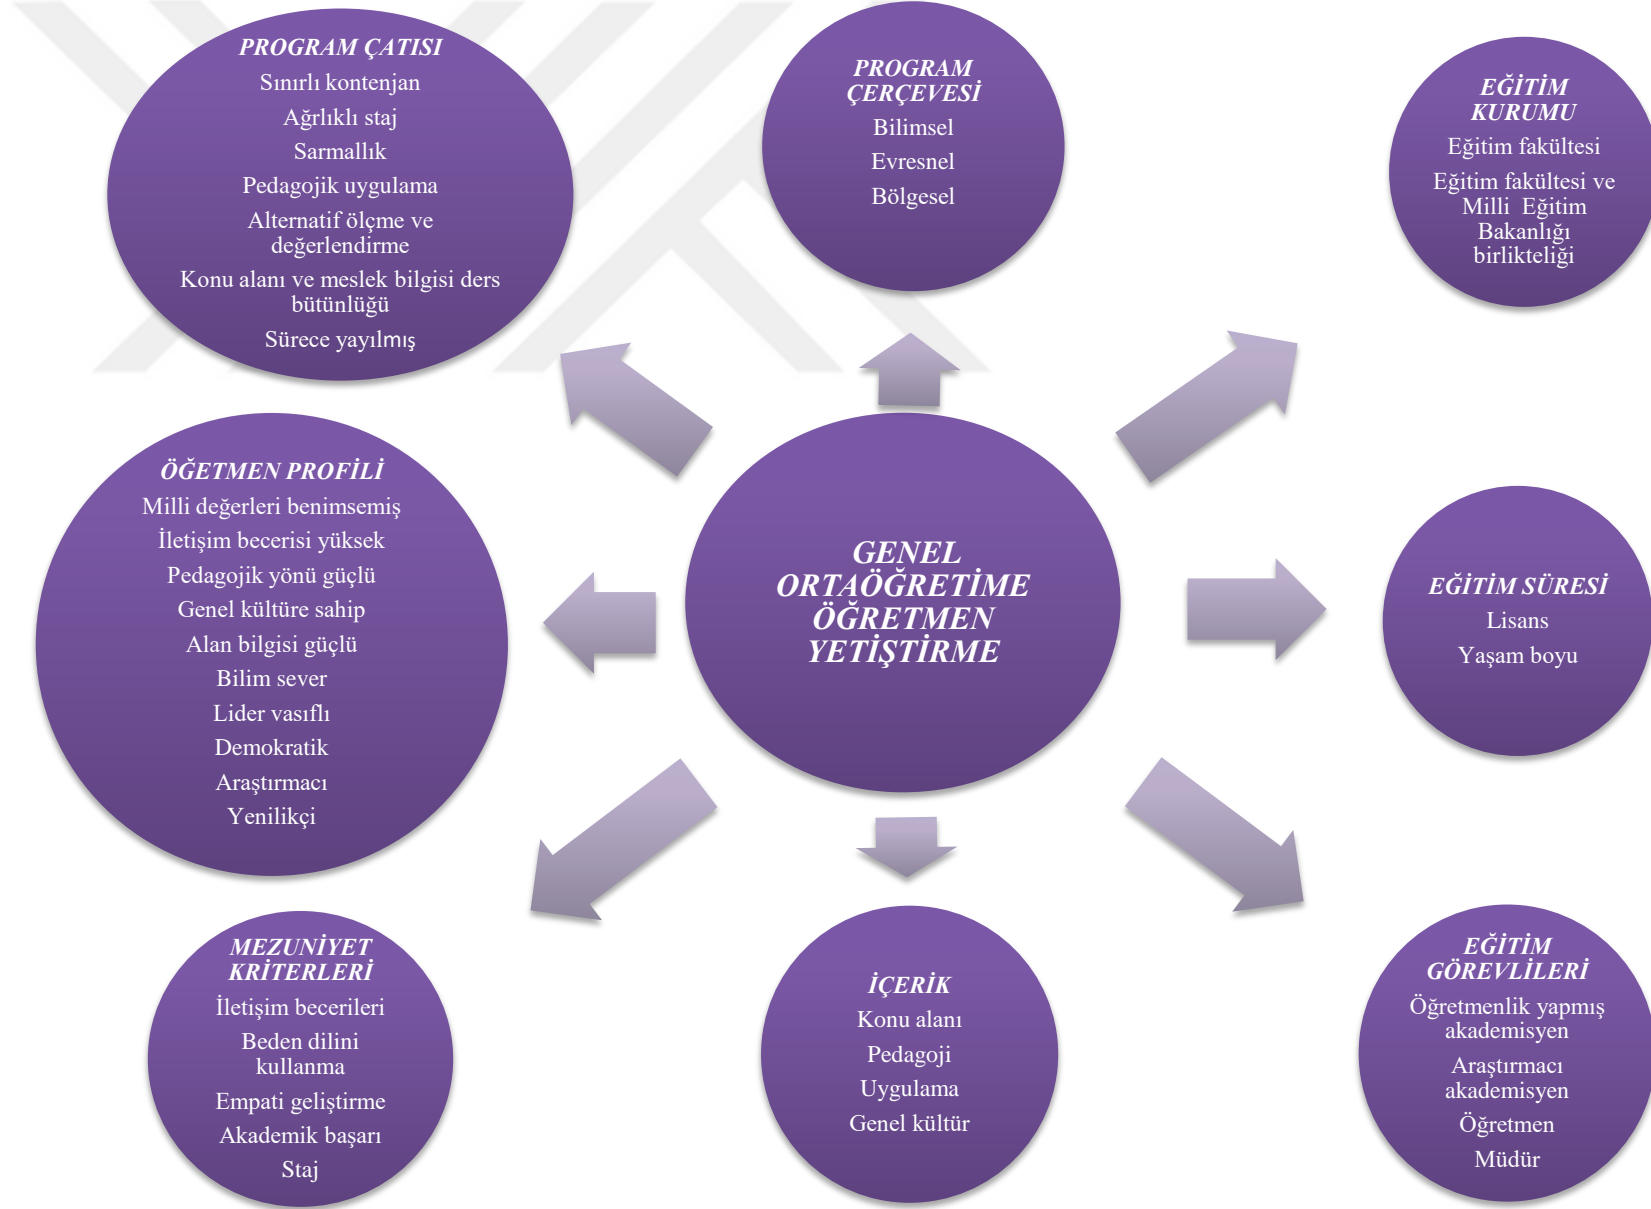 PROGRAM ÇATISI
Sınırlı kontenjan
Ağrlıklı staj
Sarmallık
Pedagojik uygulama
Alternatif ölçme ve
değerlendirme
Konu alanı ve meslek bilgisi ders
bütünlüğü
Sürece yayılmış
PROGRAM
ÇERÇEVESİ
Bilimsel
Evresnel
Bölgesel
EĞİTİM
KURUMU
Eğitim fakültesi
Eğitim fakültesi ve
Milli Eğitim
Bakanlığı
birlikteliği
ÖĞETMEN PROFİLİ
Milli değerleri benimsemiş
İletişim becerisi yüksek
Pedagojik yönü güçlü
Genel kültüre sahip
Alan bilgisi güçlü
Bilim sever
Lider vasıflı
Demokratik
Araştırmacı
Yenilikçi
GENEL
ORTAÖĞRETİME
ÖĞRETMEN
YETİŞTİRME
EĞİTİM SÜRESİ
Lisans
Yaşam boyu
MEZUNİYET
KRİTERLERİ
İletişim becerileri
Beden dilini
kullanma
Empati geliştirme
Akademik başarı
Staj
İÇERİK
Konu alanı
Pedagoji
Uygulama
Genel kültür
EĞİTİM
GÖREVLİLERİ
Öğretmenlik yapmış
akademisyen
Araştırmacı
akademisyen
Öğretmen
Müdür